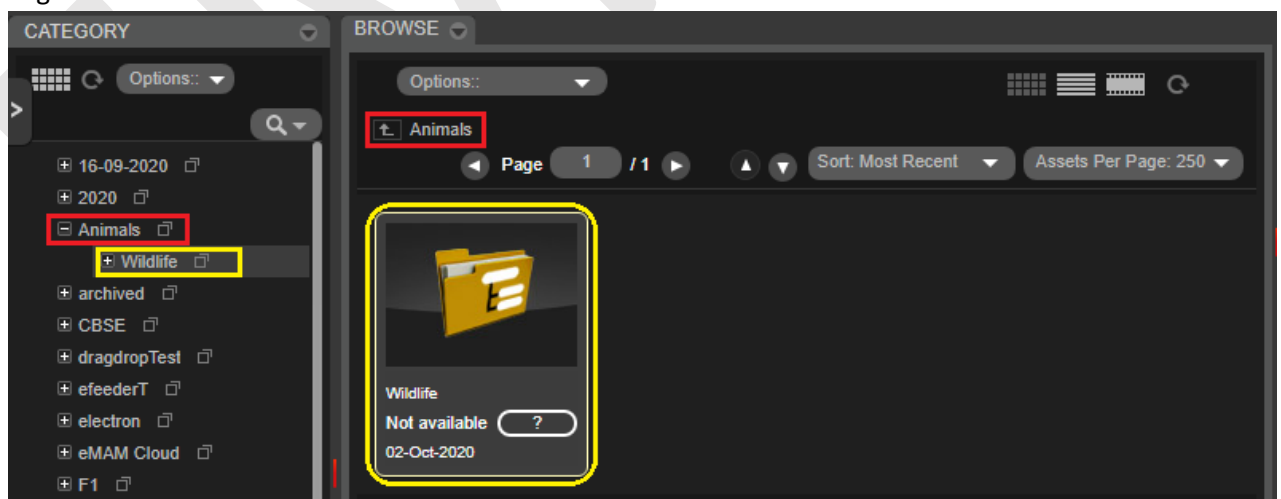 CATEGORY
Options::
16-09-2020
2020
Animals
Wildlife
archived
CBSE
dragdropTest
efeederT
electron
eMAM Cloud
F1
BROWSE
Options::
Animals
Page 1 / 1 Sort: Most Recent Assets Per Page: 250
Wildlife
Not available ?
02-Oct-2020